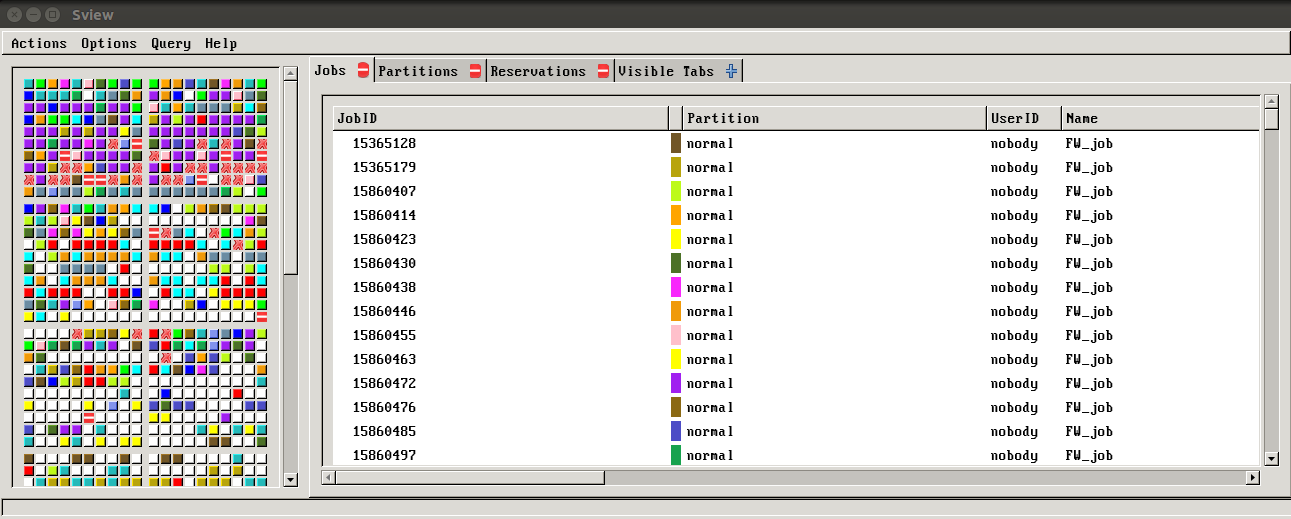 Sview
Actions Options Query Help
Jobs Partitions Reservations Visible Tabs
JobID Partition UserID Name
15365128 normal nobody FW_job
15365179 normal nobody FW_job
15860407 normal nobody FW_job
15860414 normal nobody FW_job
15860423 normal nobody FW_job
15860430 normal nobody FW_job
15860438 normal nobody FW_job
15860446 normal nobody FW_job
15860455 normal nobody FW_job
15860463 normal nobody FW_job
15860472 normal nobody FW_job
15860476 normal nobody FW_job
15860485 normal nobody FW_job
15860497 normal nobody FW_job